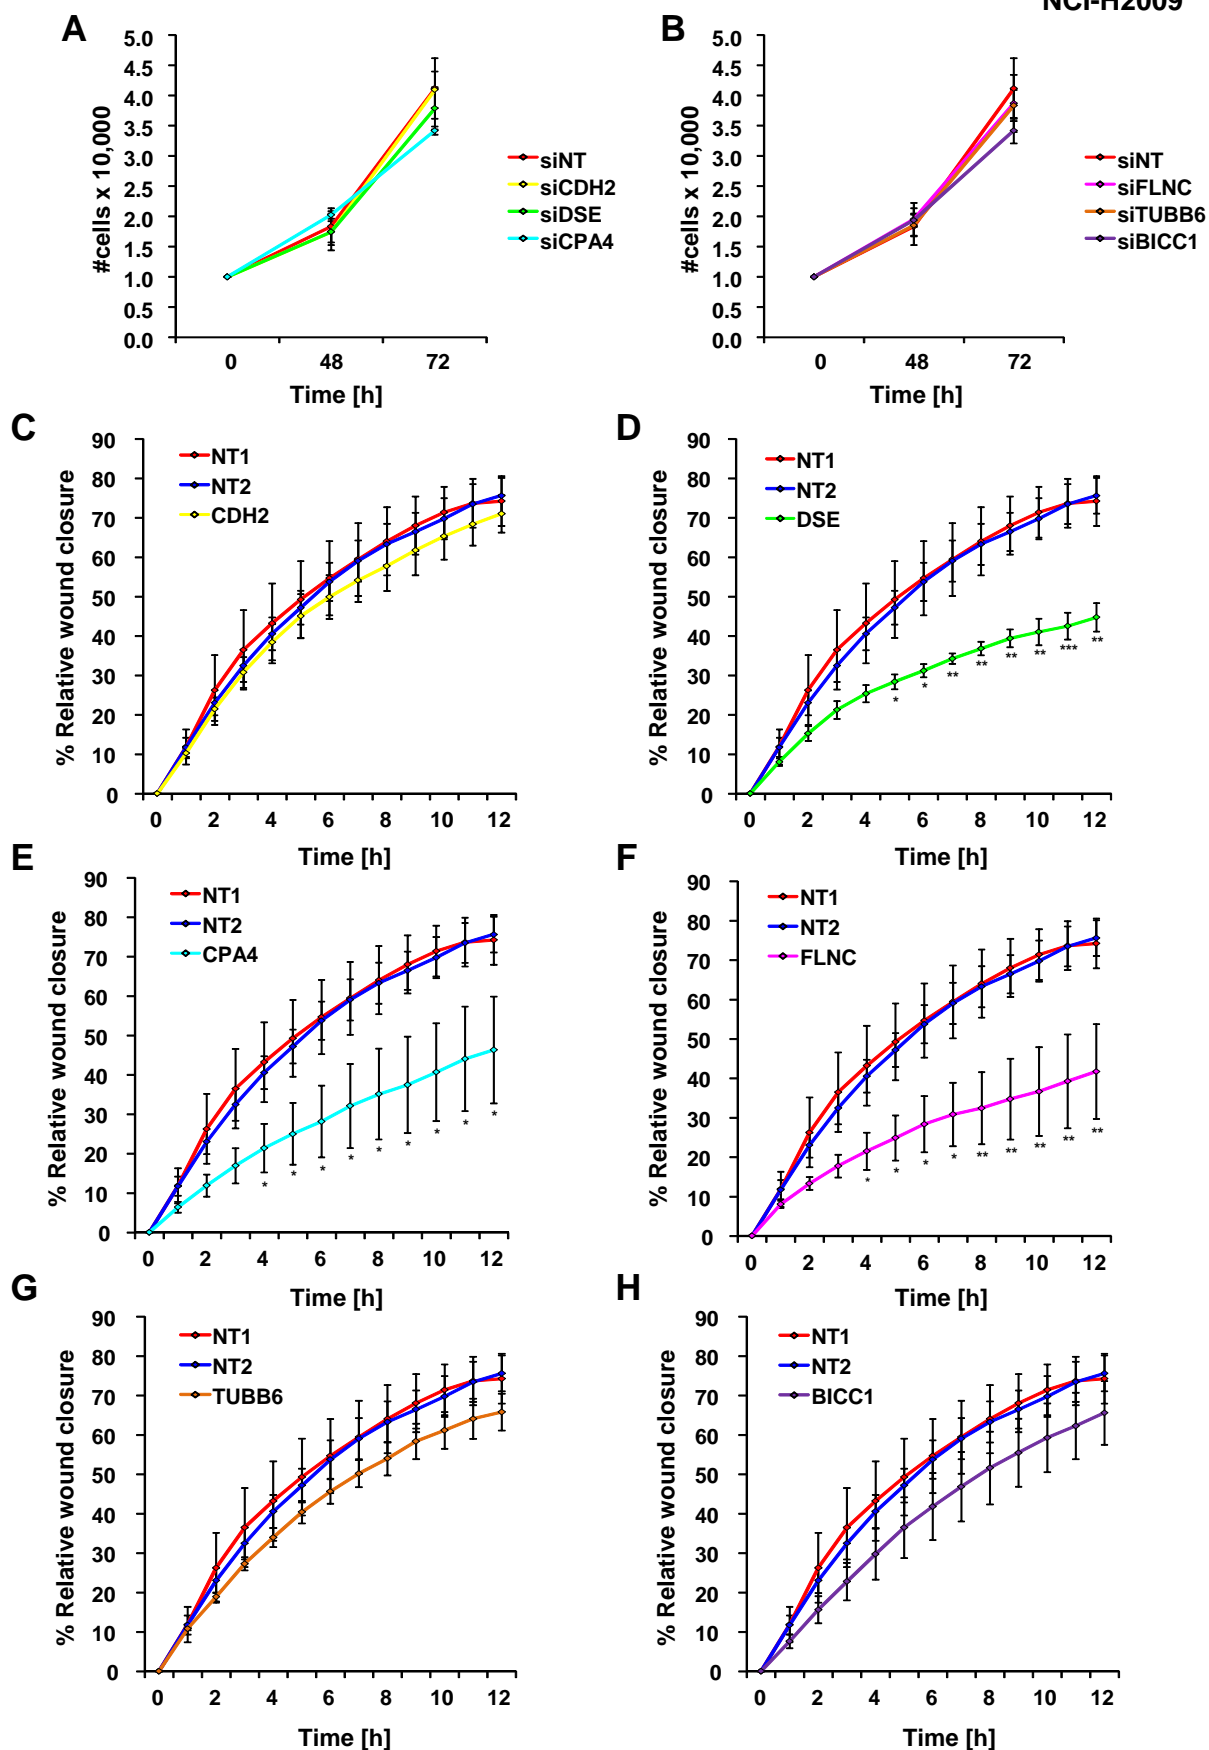 NCI-H2009
A
B
5.0
4.5
4.0
3.5
3.0
2.5
2.0
1.5
1.0
0.5
0.0
#cells x 10,000
siNT
siCDH2
siDSE
siCPA4
0 48 72
Time [h]
5.0
4.5
4.0
3.5
3.0
2.5
2.0
1.5
1.0
0.5
0.0
#cells x 10,000
siNT
siFLNC
siTUBB6
siBICC1
0 48 72
Time [h]
C
90
80
70
60
50
40
30
20
10
0
% Relative wound closure
NT1
NT2
CDH2
0 2 4 6 8 10 12
Time [h]
D
90
80
70
60
50
40
30
20
10
0
% Relative wound closure
NT1
NT2
DSE
* * ** ** ** ** *** **
0 2 4 6 8 10 12
Time [h]
E
90
80
70
60
50
40
30
20
10
0
% Relative wound closure
NT1
NT2
CPA4
* * * * * * * * *
0 2 4 6 8 10 12
Time [h]
F
90
80
70
60
50
40
30
20
10
0
% Relative wound closure
NT1
NT2
FLNC
* * * * ** ** ** ** **
0 2 4 6 8 10 12
Time [h]
G
90
80
70
60
50
40
30
20
10
0
% Relative wound closure
NT1
NT2
TUBB6
0 2 4 6 8 10 12
Time [h]
H
90
80
70
60
50
40
30
20
10
0
% Relative wound closure
NT1
NT2
BICC1
0 2 4 6 8 10 12
Time [h]